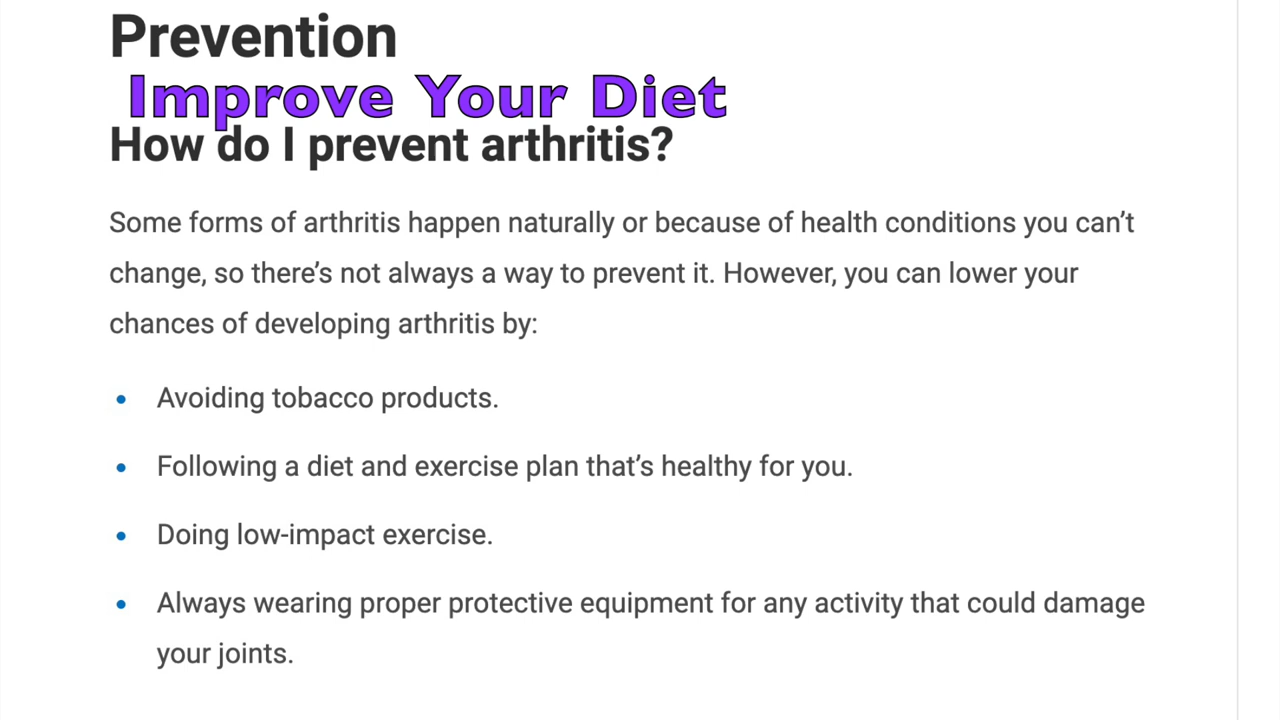 Prevention
Improve Your Diet
How do I prevent arthritis?
Some forms of arthritis happen naturally or because of health conditions you can’t
change, so there’s not always a way to prevent it. However, you can lower your
chances of developing arthritis by:
• Avoiding tobacco products.
• Following a diet and exercise plan that’s healthy for you.
• Doing low-impact exercise.
• Always wearing proper protective equipment for any activity that could damage
your joints.